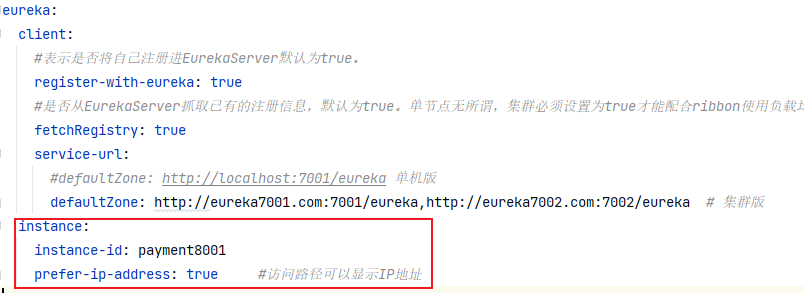 eureka:
client:
#表示是否将自己注册进EurekaServer默认为true。
register-with-eureka: true
#是否从EurekaServer抓取已有的注册信息，默认为true。单节点无所谓，集群必须设置为true才能配合ribbon使用负载
fetchRegistry: true
service-url:
#defaultZone: http://localhost:7001/eureka 单机版
defaultZone: http://eureka7001.com:7001/eureka,http://eureka7002.com:7002/eureka # 集群版
instance:
instance-id: payment8001
prefer-ip-address: true #访问路径可以显示IP地址